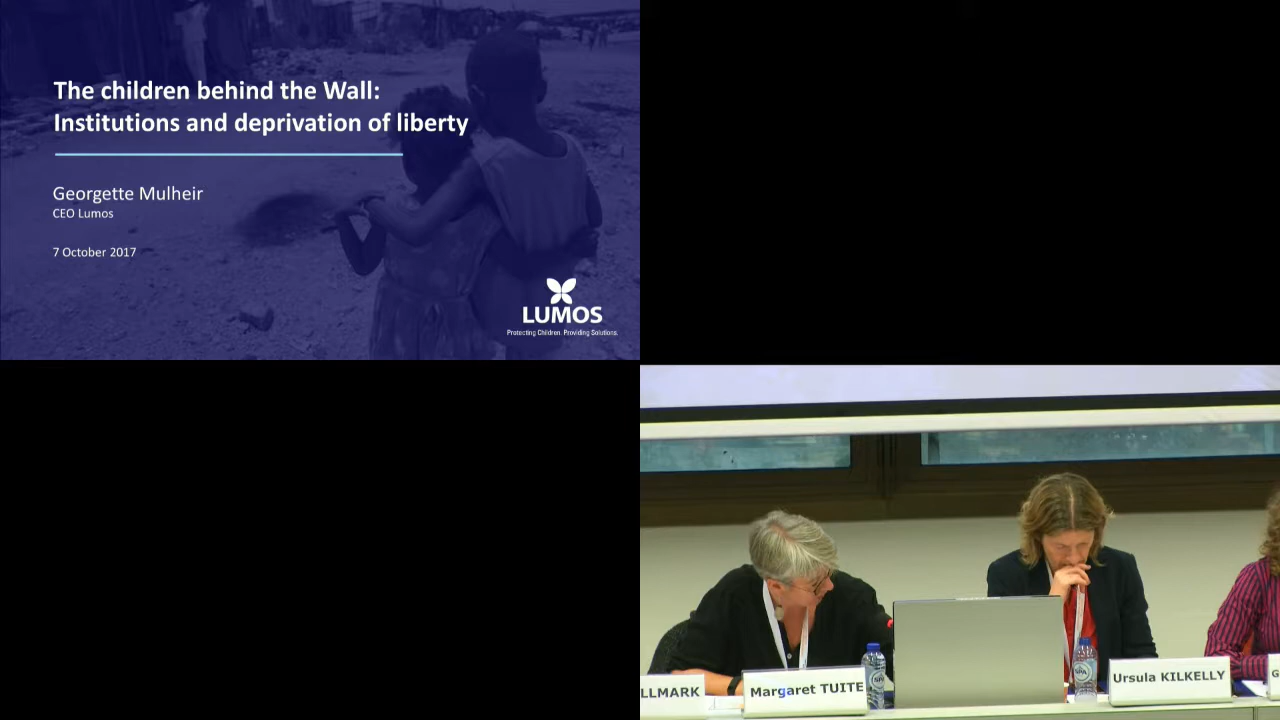 The children behind the Wall:
Institutions and deprivation of liberty
Georgette Mulheir
CEO Lumos
7 October 2017
LUMOS
Protecting Children. Providing Solutions.
LLMARK
Margaret TUITE
Ursula KILKELLY
G
SPA